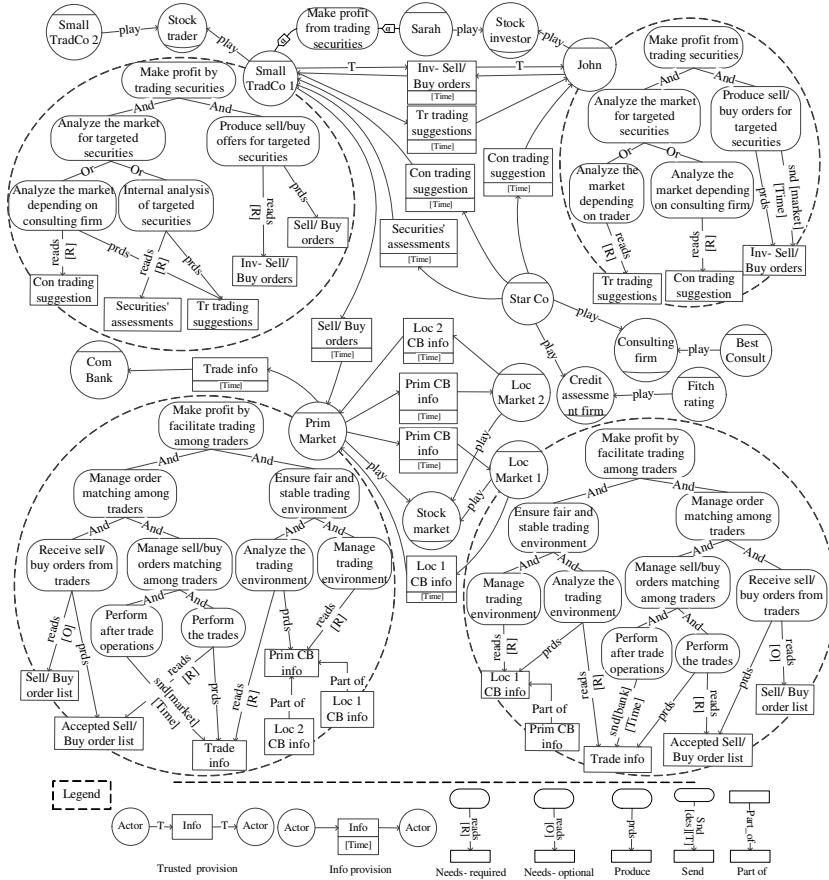 Small
TradCo 2
play
Stock
trader
play
Make profit
from trading
securities
Sarah
play
Stock
investor
play
Small
TradCo 1
T
Inv- Sell/
Buy orders
[Time]
T
John
Tr trading
suggestions
[Time]
Con trading
suggestion
[Time]
Con trading
suggestion
[Time]
Securities'
assessments
[Time]
Make profit by
trading securities
And
And
Analyze the market
for targeted
securities
Produce sell/buy
offers for targeted
securities
Or
Or
Analyze the market
depending on
consulting firm
Internal analysis
of targeted
securities
reads
[R]
prds
reads
[R]
prds
reads
[R]
prds
Sell/ Buy
orders
Inv- Sell/
Buy orders
Con trading
suggestion
Securities'
assessments
Tr trading
suggestions
Make profit from
trading securities
And
And
Analyze the market
for targeted
securities
Produce sell/
buy orders for
targeted
securities
Or
Or
Analyze the
market
depending
on trader
Analyze the
market
depending on
consulting firm
prds
snd [market]
[Time]
reads
[R]
reads
[R]
Inv- Sell/
Buy orders
Tr trading
suggestions
Con trading
suggestion
Star Co
play
play
Consulting
firm
play
Best
Consult
Credit
assessme
nt firm
play
Fitch
rating
Sell/ Buy
orders
[Time]
Loc 2
CB info
[Time]
Com
Bank
Trade info
[Time]
Prim
Market
Prim CB
info
[Time]
Loc
Market 2
Prim CB
info
[Time]
Loc
Market 1
play
play
play
Stock
market
Loc 1
CB info
[Time]
Make profit by
facilitate trading
among traders
And
And
Manage order
matching among
traders
Ensure fair and
stable trading
environment
And
And
And
And
Receive sell/
buy orders from
traders
Manage sell/buy
orders matching
among traders
Analyze the
trading
environment
Manage
trading
environment
And
And
Perform
after trade
operations
Perform
the trades
reads
[O]
prds
reads
[R]
snd[market]
[Time]
prds
reads
[R]
prds
reads
[R]
Sell/ Buy
order list
Accepted Sell/
Buy order list
Trade
info
Prim CB
info
Part of
Part of
Loc 2
CB info
Loc 1
CB info
Make profit by
facilitate trading
among traders
And
And
Ensure fair and
stable trading
environment
Manage order
matching among
traders
And
And
And
And
Manage
trading
environment
Analyze the
trading
environment
Manage sell/buy
orders matching
among traders
Receive sell/
buy orders from
traders
And
And
Perform
after trade
operations
Perform
the trades
reads
[R]
prds
reads
[R]
snd[bank]
[Time]
prds
reads
[R]
prds
reads
[O]
Loc 1
CB info
Part of
Prim CB
info
Trade info
Accepted Sell/
Buy order list
Sell/ Buy
order list
Legend
Actor
T
Info
T
Actor
Trusted provision
Actor
Info
[Time]
Actor
Info provision
reads
[R]
Needs- required
reads
[O]
Needs- optional
prds
Produce
Snd
[des][T]
Send
Part_of
Part of